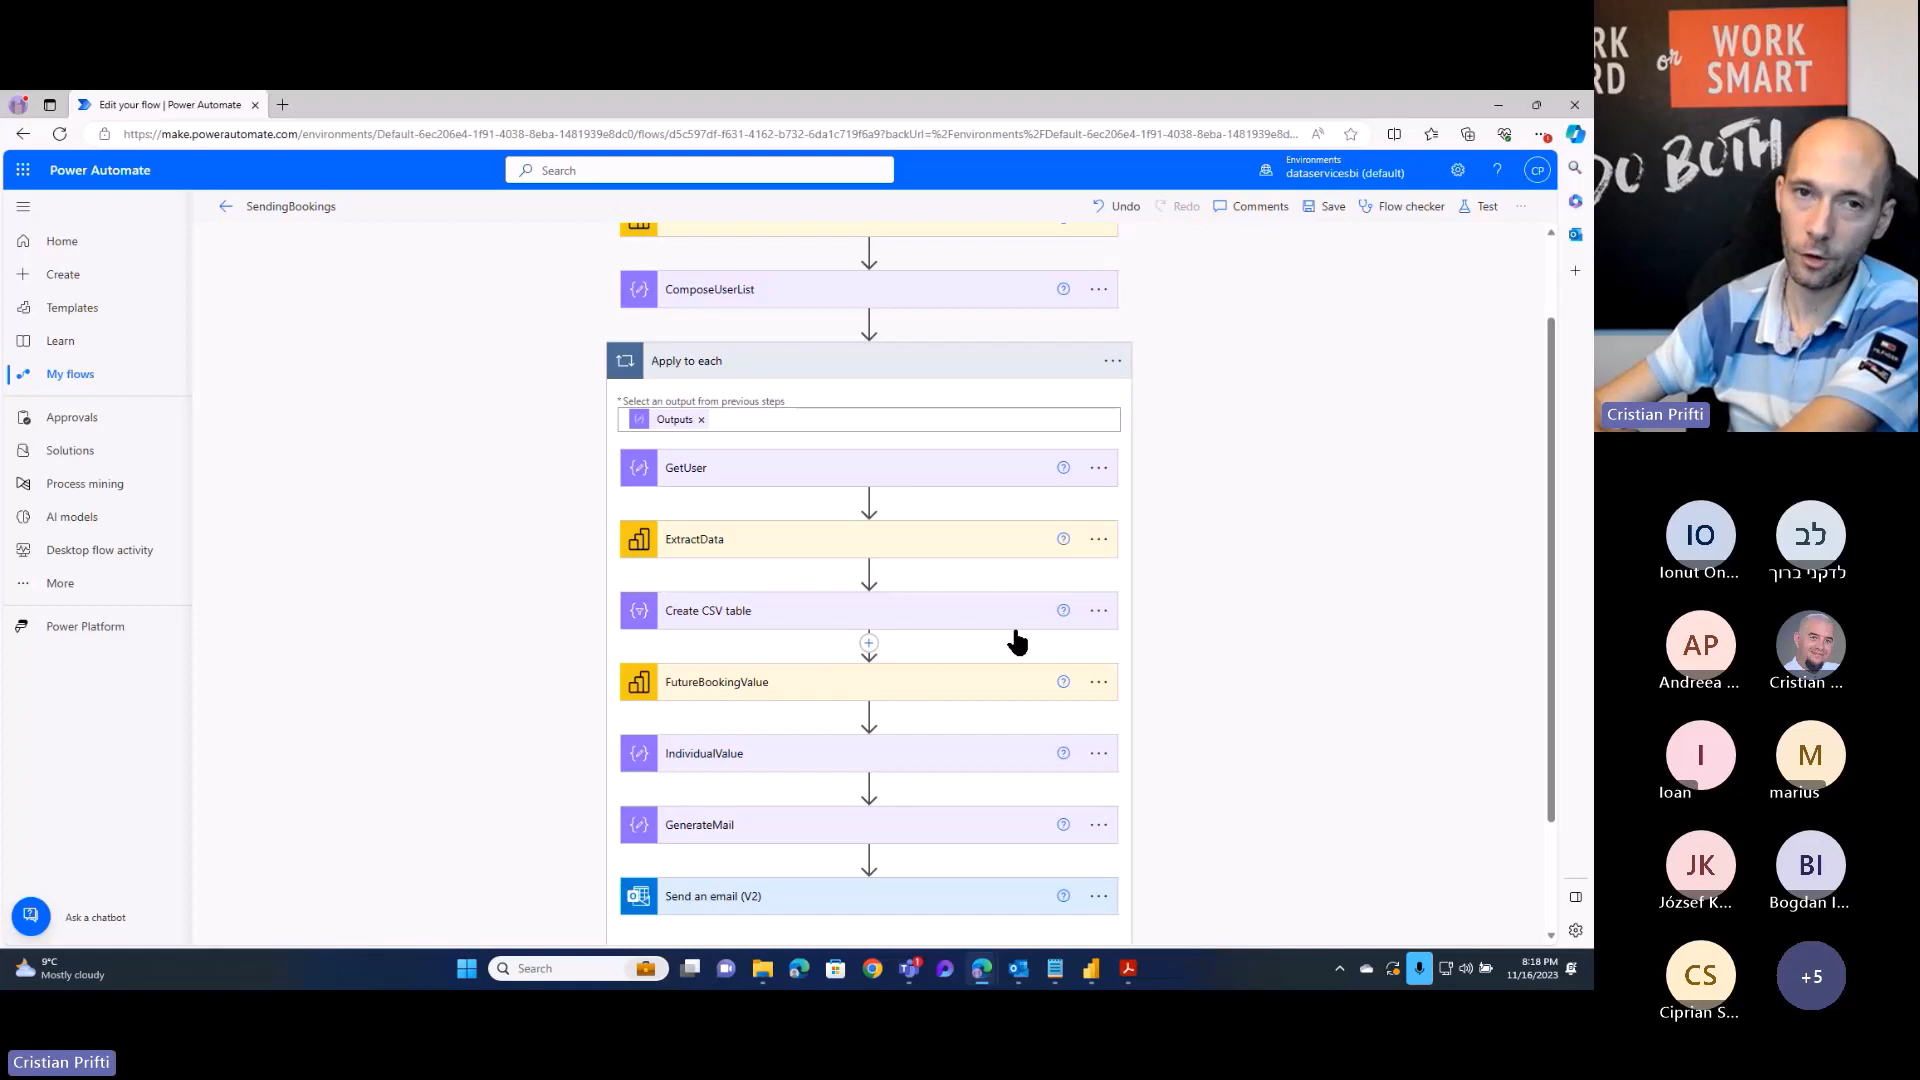 RK
or
WORK
RD
SMART
DO BOTH
Edit your flow | Power Automate
https://make.powerautomate.com/environments/Default-6ec206e4-1f91-4038-8eba-1481939e8dc0/flows/d5c597df-f631-4162-b732-6da1c719f6a9?backUrl=%2Fenvironments%2FDefault-6ec206e4-1f91-4038-8eba-1481939e8d...
Power Automate
Search
Environments
dataservicesbi (default)
CP
SendingBookings
Undo
Redo
Comments
Save
Flow checker
Test
Home
Create
Templates
Learn
My flows
Approvals
Solutions
Process mining
AI models
Desktop flow activity
More
Power Platform
Ask a chatbot
ComposeUserList
Apply to each
*Select an output from previous steps
Outputs
GetUser
ExtractData
Create CSV table
FutureBookingValue
IndividualValue
GenerateMail
Send an email (V2)
Cristian Prifti
IO
Ionut On...
לב
לדקני ברוך
AP
Andreea ...
Cristian ...
I
Ioan
M
marius
JK
József K...
BI
Bogdan I...
CS
Ciprian S...
+5
9°C
Mostly cloudy
Search
8:18 PM
11/16/2023
Cristian Prifti